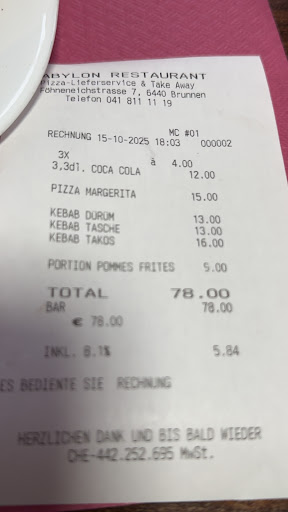 ABYLON RESTAURANT
Pizza-Lieferservice & Take Away
Föhneneichstrasse 7, 6440 Brunnen
Telefon 041 811 11 19
MC #01
RECHNUNG 15-10-2025 18:03 000002
3X à 4.00
3,3dl. COCA COLA 12.00
PIZZA MARGERITA 15.00
KEBAB DÜRÜM 13.00
KEBAB TASCHE 13.00
KEBAB TAKOS 16.00
PORTION POMMES FRITES 5.00
TOTAL 78.00
BAR 78.00
€ 78.00
INKL. 8.1% 5.84
ES BEDIENTE SIE RECHNUNG
HERZLICHEN DANK UND BIS BALD WIEDER
CHE-442.252.695 MwSt.